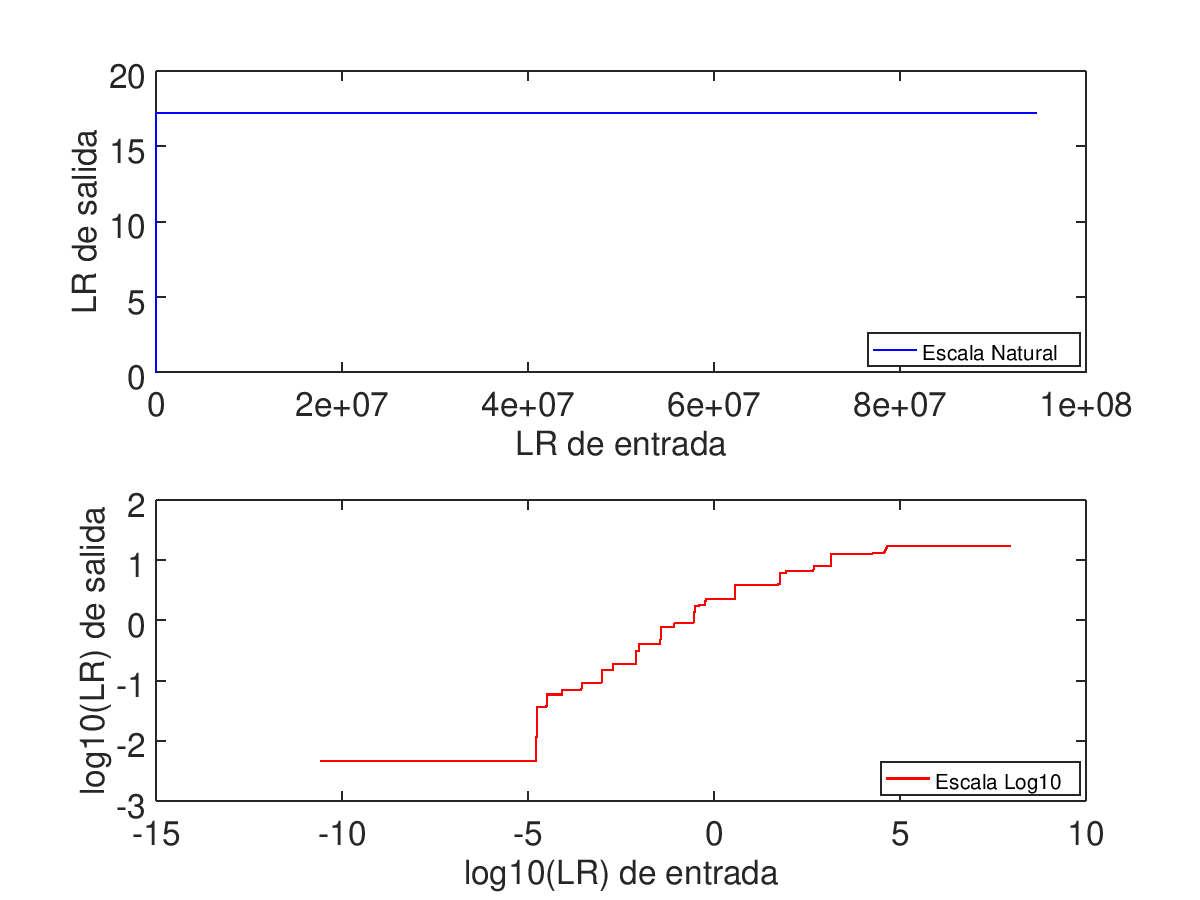 20
15
10
5
0
LR de salida
Escala Natural
0 2e+07 4e+07 6e+07 8e+07 1e+08
LR de entrada
2
1
0
-1
-2
-3
log10(LR) de salida
Escala Log10
-15 -10 -5 0 5 10
log10(LR) de entrada